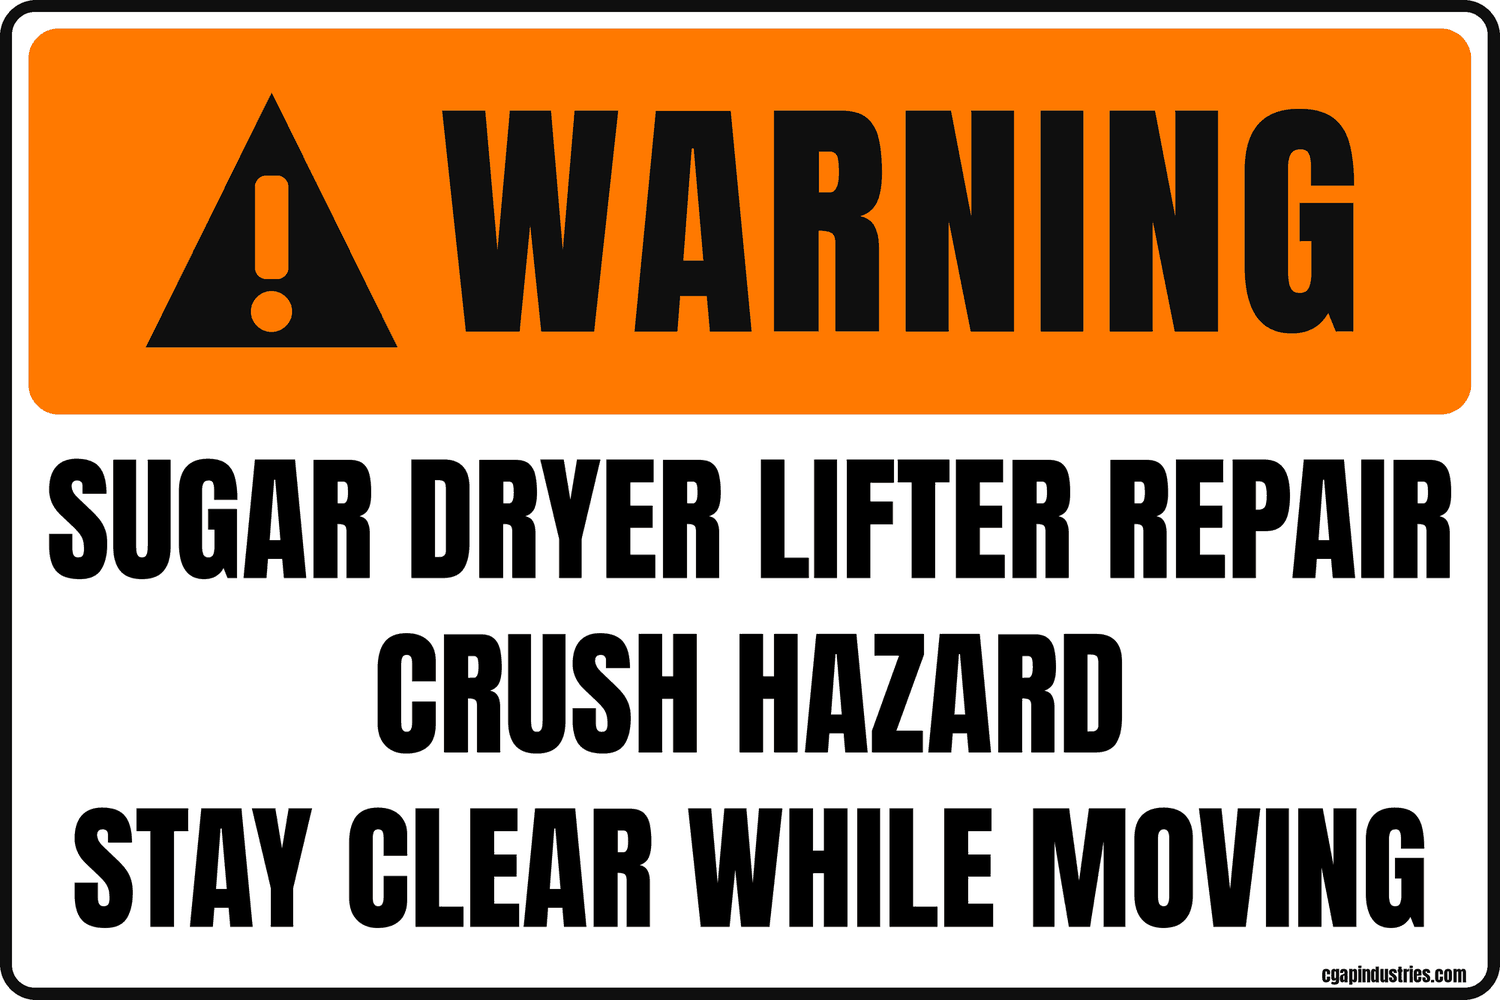 WARNING
SUGAR DRYER LIFTER REPAIR
CRUSH HAZARD
STAY CLEAR WHILE MOVING
cgapindustries.com